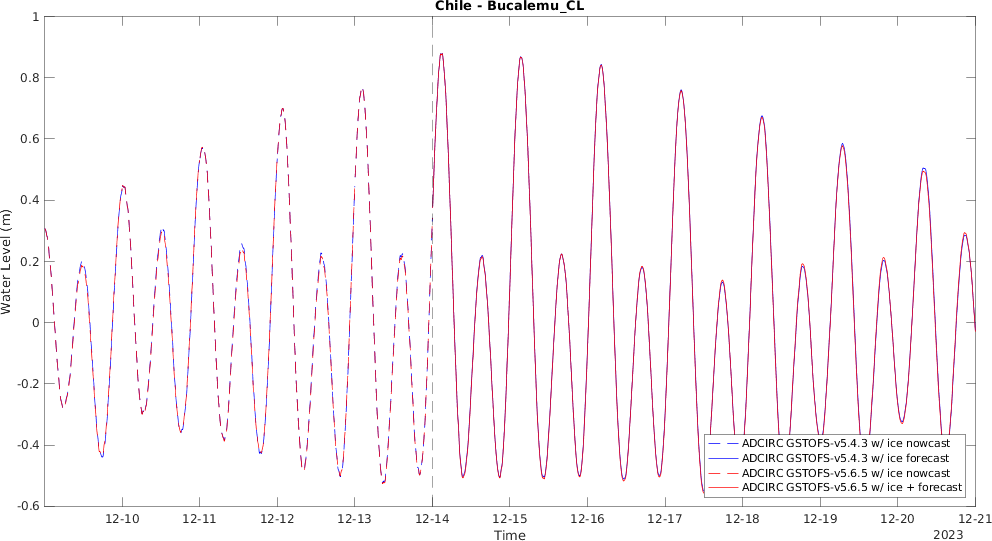 Chile - Bucalemu_CL
1
0.8
0.6
0.4
0.2
0
-0.2
-0.4
-0.6
Water Level (m)
ADCIRC GSTOFS-v5.4.3 w/ ice nowcast
ADCIRC GSTOFS-v5.4.3 w/ ice forecast
ADCIRC GSTOFS-v5.6.5 w/ ice nowcast
ADCIRC GSTOFS-v5.6.5 w/ ice + forecast
12-10 12-11 12-12 12-13 12-14 12-15 12-16 12-17 12-18 12-19 12-20 12-21
Time
2023